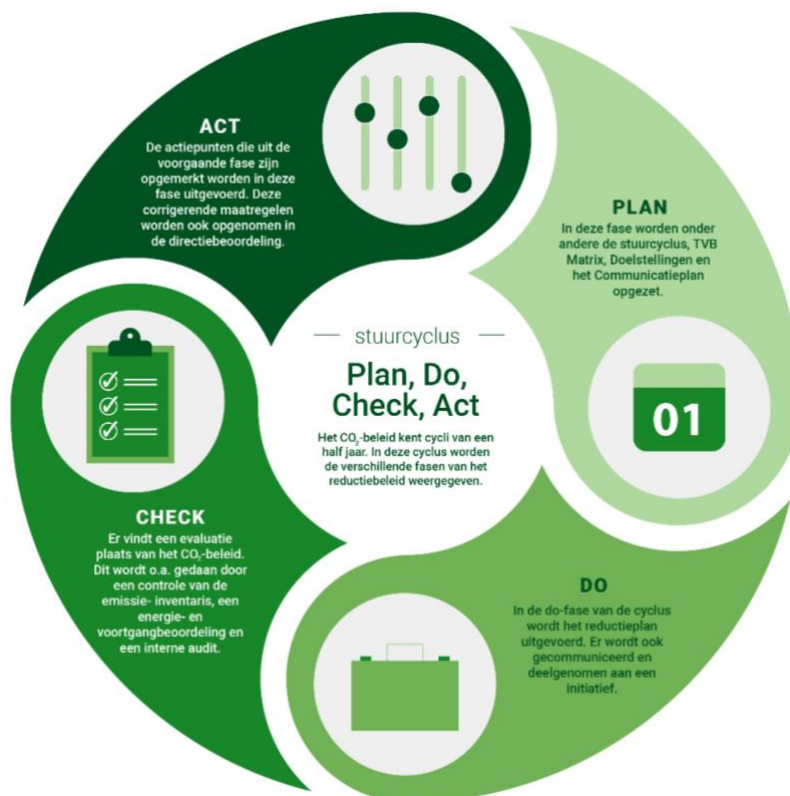 stuurcyclus
Plan, Do,
Check, Act
Het CO₂-beleid kent cycli van een
half jaar. In deze cyclus worden
de verschillende fasen van het
reductiebeleid weergegeven.
PLAN
In deze fase worden onder
andere de stuurcyclus, TVB
Matrix, Doelstellingen en
het Communicatieplan
opgezet.
01
DO
In de do-fase van de cyclus
wordt het reductieplan
uitgevoerd. Er wordt ook
gecommuniceerd en
deelgenomen aan een
initiatief.
CHECK
Er vindt een evaluatie
plaats van het CO₂-beleid.
Dit wordt o.a. gedaan door
een controle van de
emissie- inventaris, een
energie- en
voortgangbeoordeling en
een interne audit.
ACT
De actiepunten die uit de
voorgaande fase zijn
opgemerkt worden in deze
fase uitgevoerd. Deze
corrigerende maatregelen
worden ook opgenomen in
de directiebeoordeling.